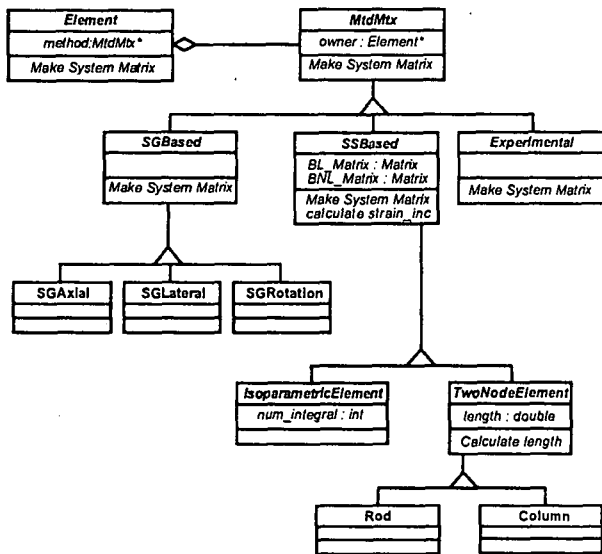 Element
method:MtdMtx*
Make System Matrix
MtdMtx
owner : Element*
Make System Matrix
SGBased
Make System Matrix
SSBased
BL_Matrix : Matrix
BNL_Matrix : Matrix
Make System Matrix
calculate strain_inc
Experimental
Make System Matrix
SGAxial
SGLateral
SGRotation
IsoparametricElement
num_integral : int
TwoNodeElement
length : double
Calculate length
Rod
Column